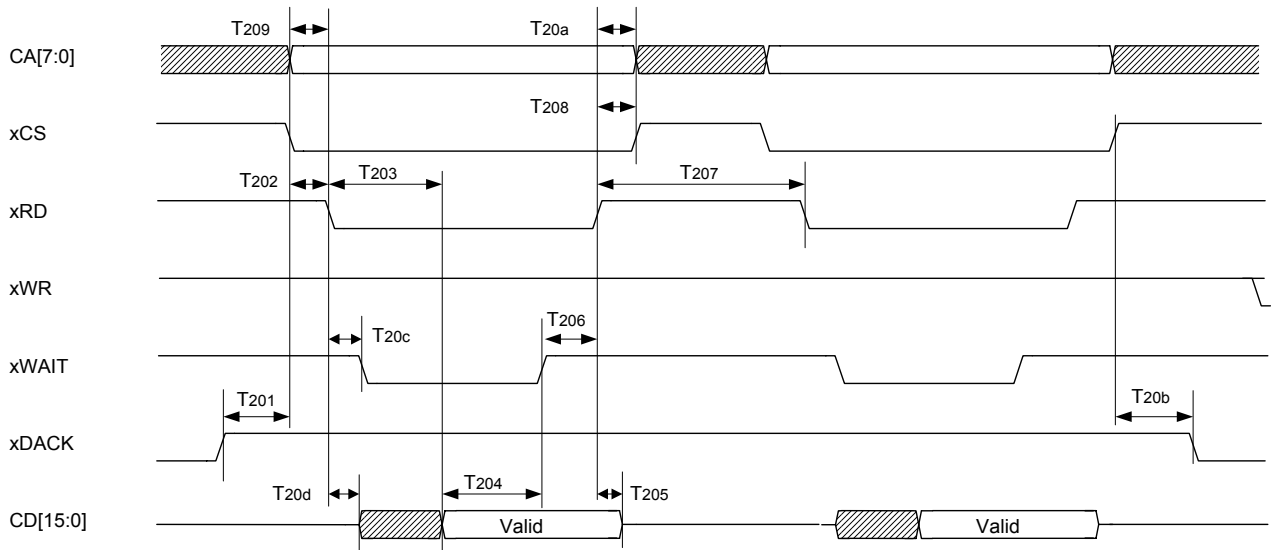 T209
T20a
CA[7:0]
T208
xCS
T202
T203
T207
xRD
xWR
T20c
T206
xWAIT
T201
T20b
xDACK
T20d
T204
T205
CD[15:0]
Valid
Valid